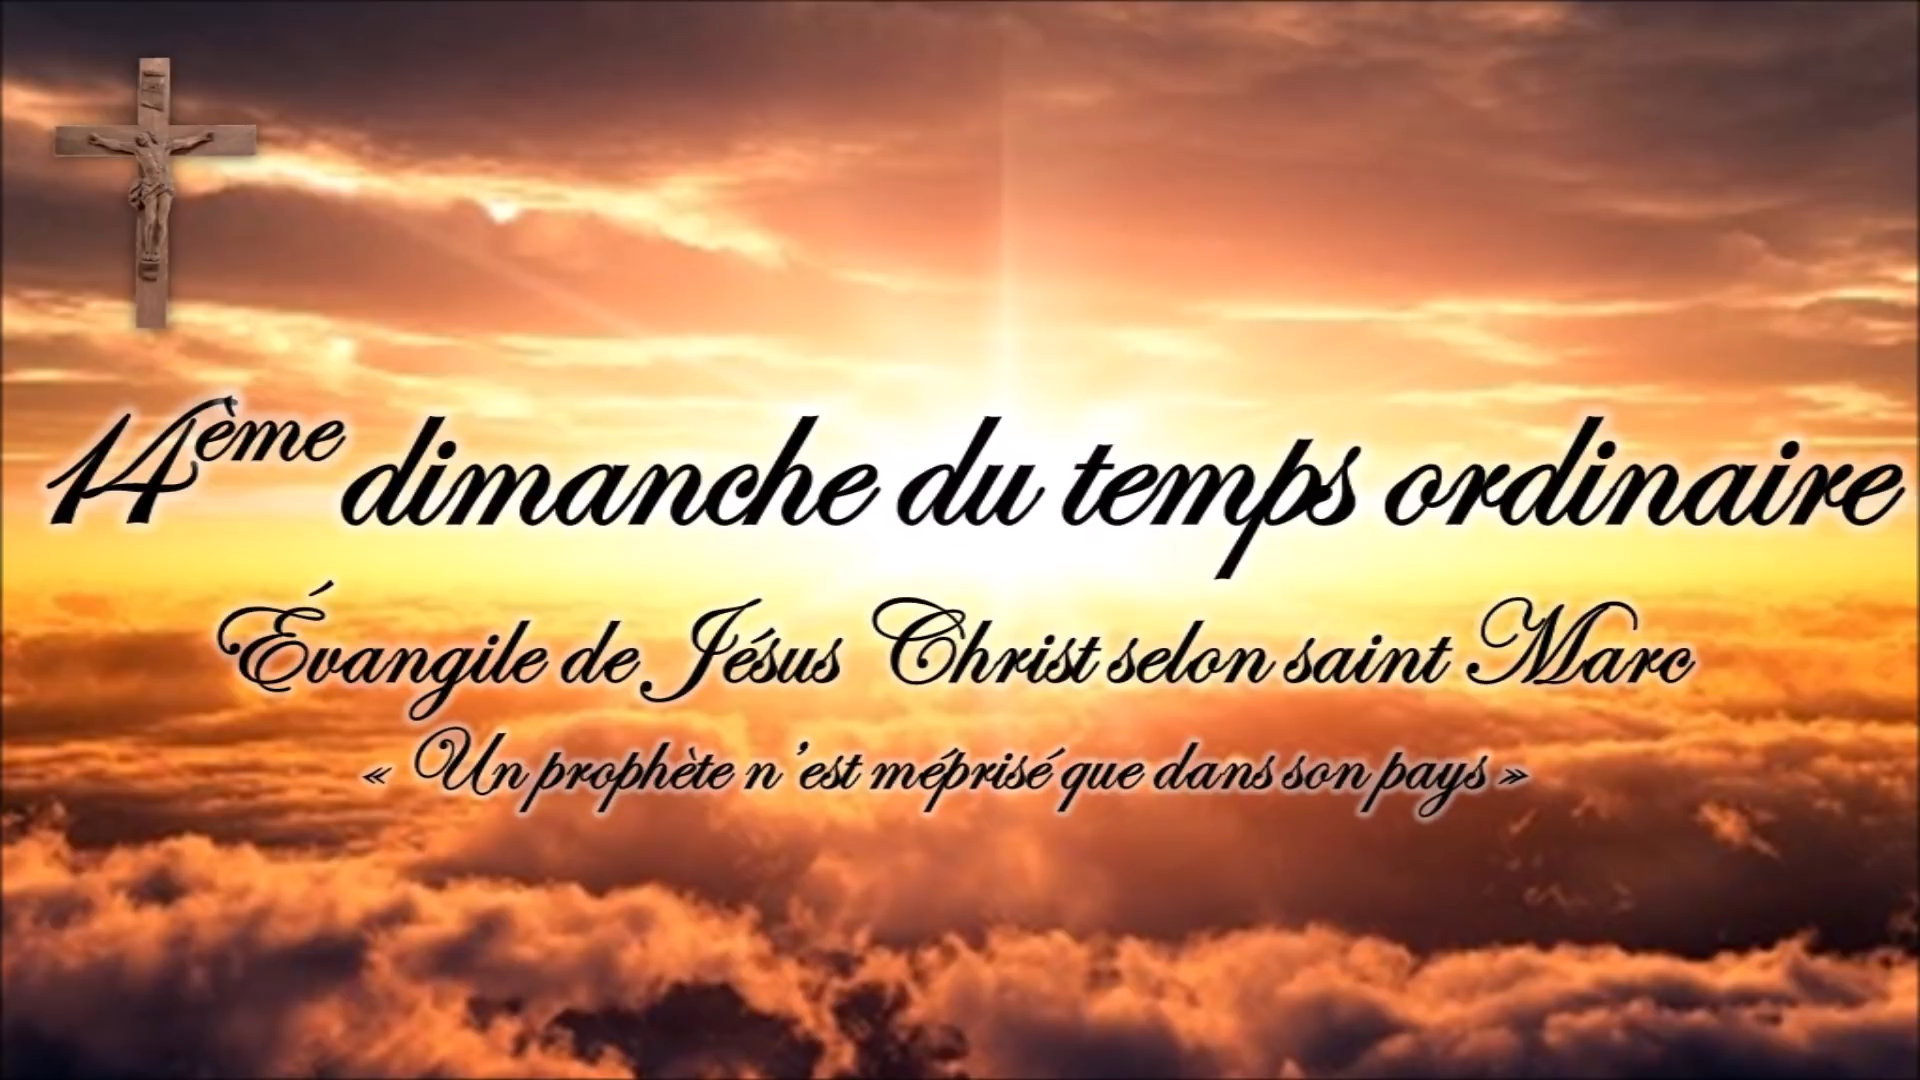 14ème dimanche du temps ordinaire
Évangile de Jésus Christ selon saint Marc
« Un prophète n’est méprisé que dans son pays »